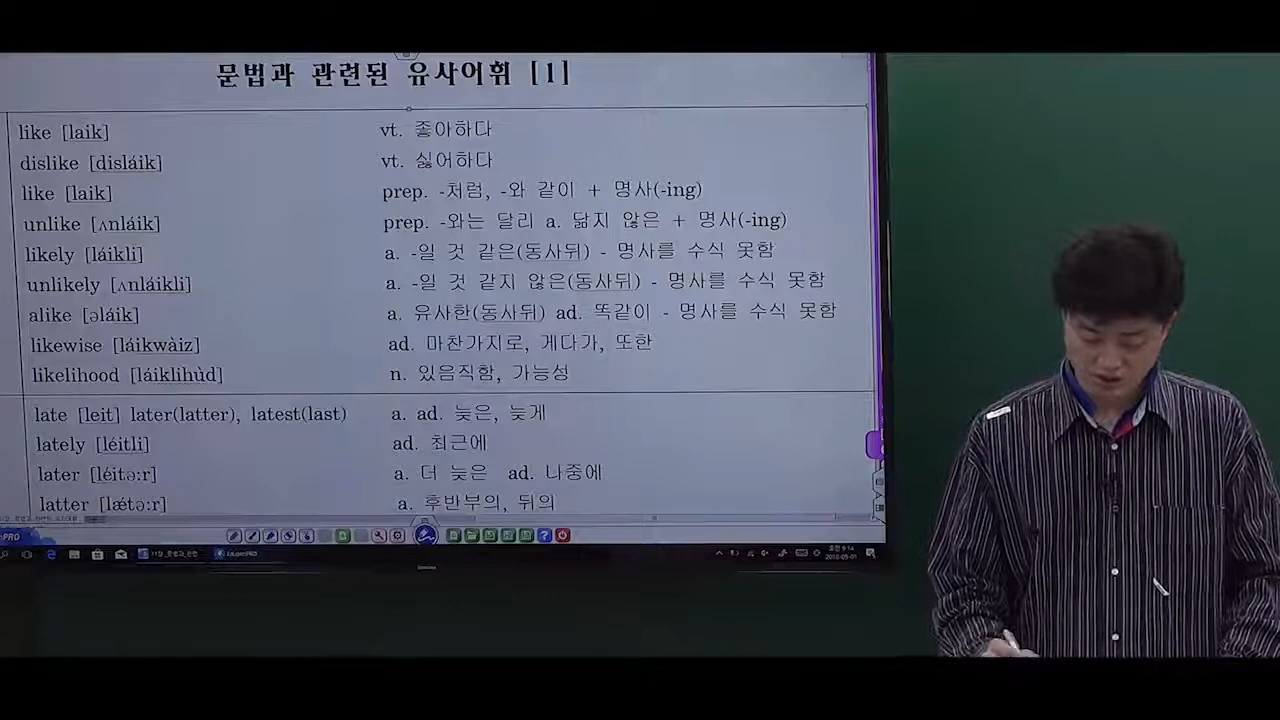 문법과 관련된 유사어휘 [1]
like [laik] vt. 좋아하다
dislike [disláik] vt. 싫어하다
like [laik] prep. -처럼, -와 같이 + 명사(-ing)
unlike [ʌnláik] prep. -와는 달리 a. 닮지 않은 + 명사(-ing)
likely [láikli] a. -일 것 같은(동사뒤) - 명사를 수식 못함
unlikely [ʌnláikli] a. -일 것 같지 않은(동사뒤) - 명사를 수식 못함
alike [əláik] a. 유사한(동사뒤) ad. 똑같이 - 명사를 수식 못함
likewise [láikwàiz] ad. 마찬가지로, 게다가, 또한
likelihood [láiklihùd] n. 있음직함, 가능성
late [leit] later(latter), latest(last) a. ad. 늦은, 늦게
lately [léitli] ad. 최근에
later [léitə:r] a. 더 늦은 ad. 나중에
latter [lǽtə:r] a. 후반부의, 뒤의
PRO
오전 9:14
2018-05-01